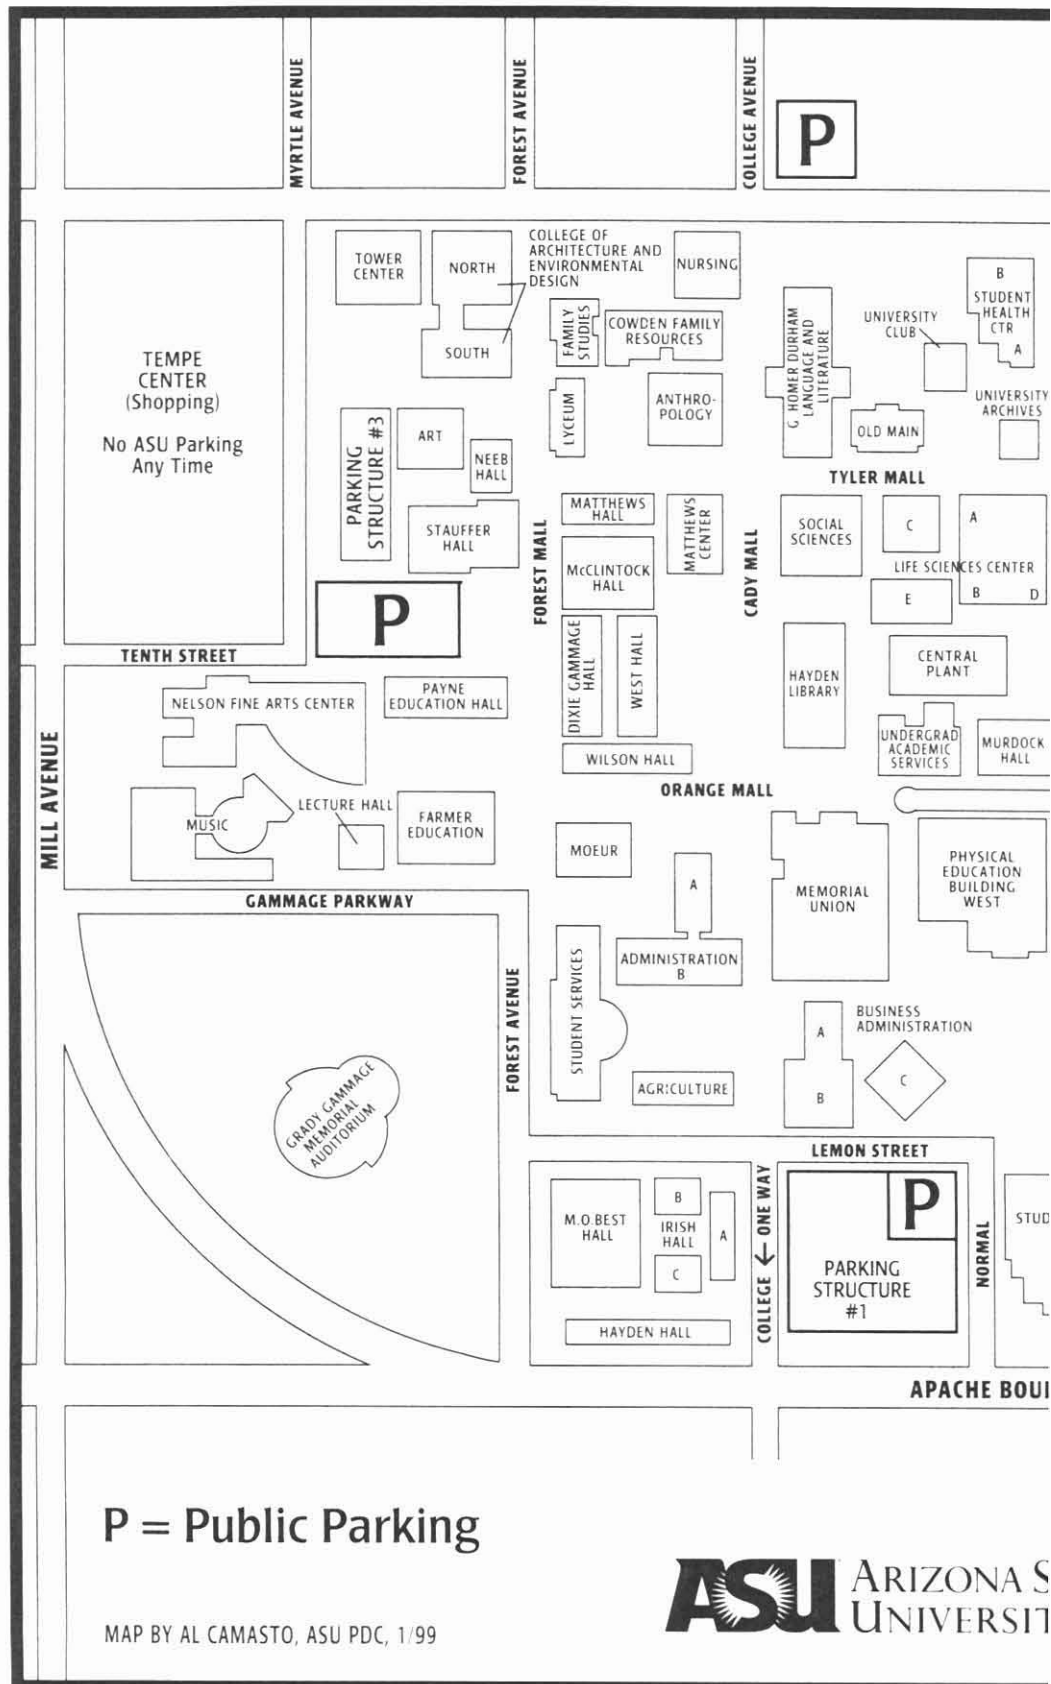 MYRTLE AVENUE
FOREST AVENUE
COLLEGE AVENUE
P
TOWER
CENTER
NORTH
COLLEGE OF
ARCHITECTURE AND
ENVIRONMENTAL
DESIGN
NURSING
SOUTH
FAMILY
STUDIES
COWDEN FAMILY
RESOURCES
G HOMER DURHAM
LANGUAGE AND
LITERATURE
UNIVERSITY
CLUB
B
STUDENT
HEALTH
CTR
A
TEMPE
CENTER
(Shopping)
No ASU Parking
Any Time
LYCEUM
ANTHRO-
POLOGY
OLD MAIN
UNIVERSITY
ARCHIVES
PARKING
STRUCTURE #3
ART
NEEB
HALL
TYLER MALL
STAUFFER
HALL
FOREST MALL
MATTHEWS
HALL
MATTHEWS
CENTER
CADY MALL
SOCIAL
SCIENCES
C
A
McCLINTOCK
HALL
LIFE SCIENCES CENTER
E
B
D
P
DIXIE GAMMAGE
HALL
WEST HALL
HAYDEN
LIBRARY
CENTRAL
PLANT
TENTH STREET
NELSON FINE ARTS CENTER
PAYNE
EDUCATION HALL
UNDERGRAD
ACADEMIC
SERVICES
MURDOCK
HALL
WILSON HALL
MILL AVENUE
ORANGE MALL
MUSIC
LECTURE HALL
FARMER
EDUCATION
MOEUR
A
MEMORIAL
UNION
PHYSICAL
EDUCATION
BUILDING
WEST
GAMMAGE PARKWAY
ADMINISTRATION
B
FOREST AVENUE
STUDENT SERVICES
BUSINESS
ADMINISTRATION
A
B
C
GRADY GAMMAGE
MEMORIAL
AUDITORIUM
AGRICULTURE
LEMON STREET
M.O.BEST
HALL
B
IRISH
HALL
C
A
COLLEGE ← ONE WAY
P
PARKING
STRUCTURE
#1
NORMAL
STUD
HAYDEN HALL
APACHE BOUL
P = Public Parking
MAP BY AL CAMASTO, ASU PDC, 1/99
ASU
ARIZONA S
UNIVERSIT